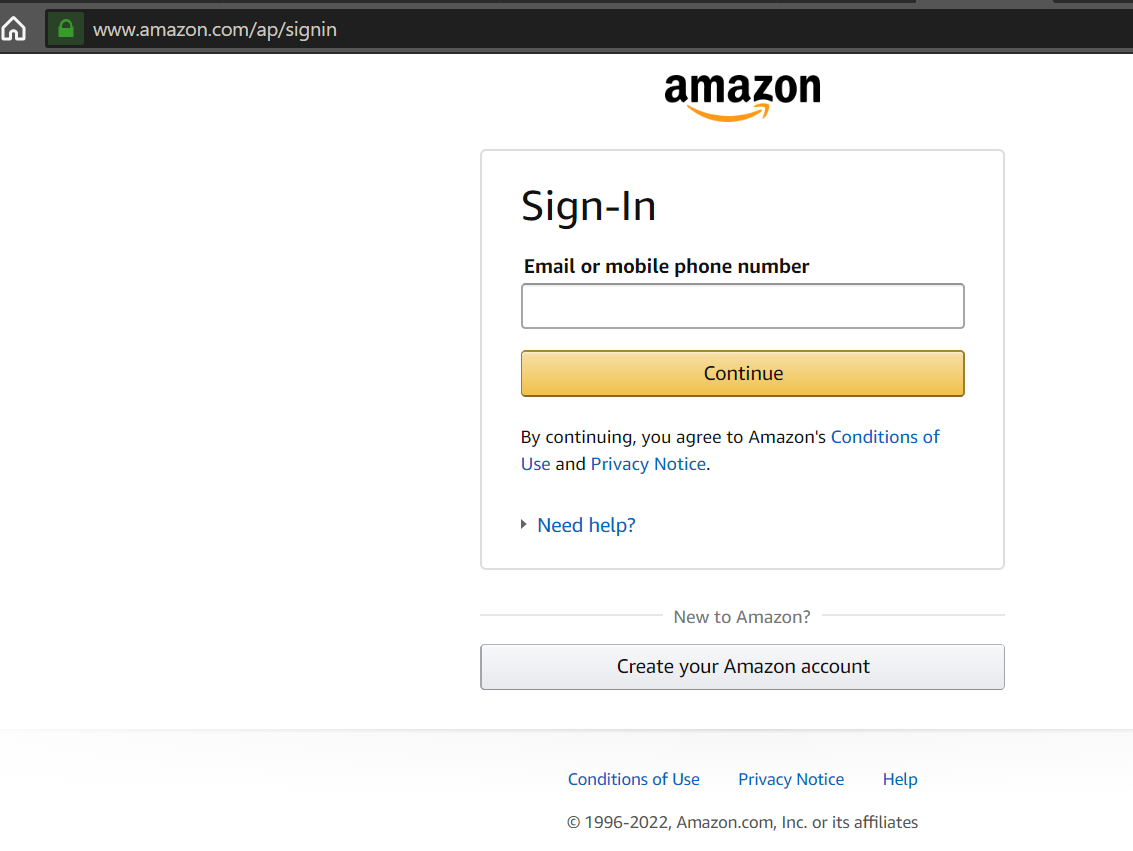 www.amazon.com/ap/signin
amazon
Sign-In
Email or mobile phone number
Continue
By continuing, you agree to Amazon's Conditions of
Use and Privacy Notice.
Need help?
New to Amazon?
Create your Amazon account
Conditions of Use Privacy Notice Help
© 1996-2022, Amazon.com, Inc. or its affiliates